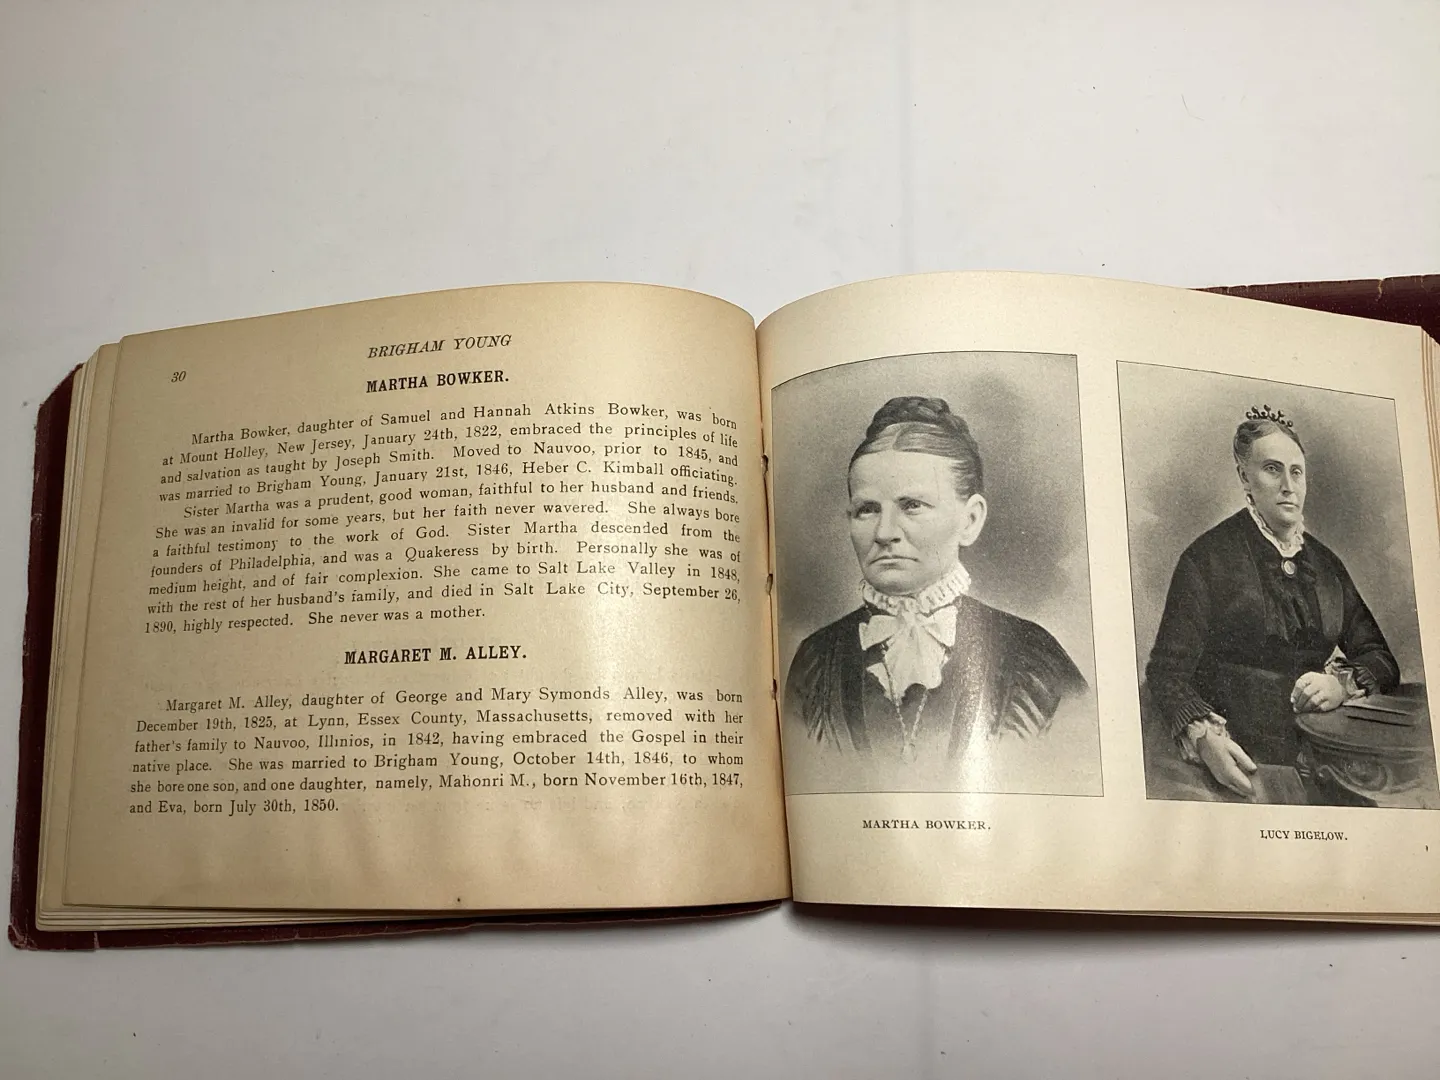 BRIGHAM YOUNG
30
MARTHA BOWKER.
Martha Bowker, daughter of Samuel and Hannah Atkins Bowker, was born
at Mount Holley, New Jersey, January 24th, 1822, embraced the principles of life
and salvation as taught by Joseph Smith. Moved to Nauvoo, prior to 1845, and
was married to Brigham Young, January 21st, 1846, Heber C. Kimball officiating.
Sister Martha was a prudent, good woman, faithful to her husband and friends.
She was an invalid for some years, but her faith never wavered. She always bore
a faithful testimony to the work of God. Sister Martha descended from the
founders of Philadelphia, and was a Quakeress by birth. Personally she was of
medium height, and of fair complexion. She came to Salt Lake Valley in 1848,
with the rest of her husband's family, and died in Salt Lake City, September 26,
1890, highly respected. She never was a mother.
MARGARET M. ALLEY.
Margaret M. Alley, daughter of George and Mary Symonds Alley, was born
December 19th, 1825, at Lynn, Essex County, Massachusetts, removed with her
father's family to Nauvoo, Illinios, in 1842, having embraced the Gospel in their
native place. She was married to Brigham Young, October 14th, 1846, to whom
she bore one son, and one daughter, namely, Mahonri M., born November 16th, 1847,
and Eva, born July 30th, 1850.
MARTHA BOWKER.
LUCY BIGELOW.